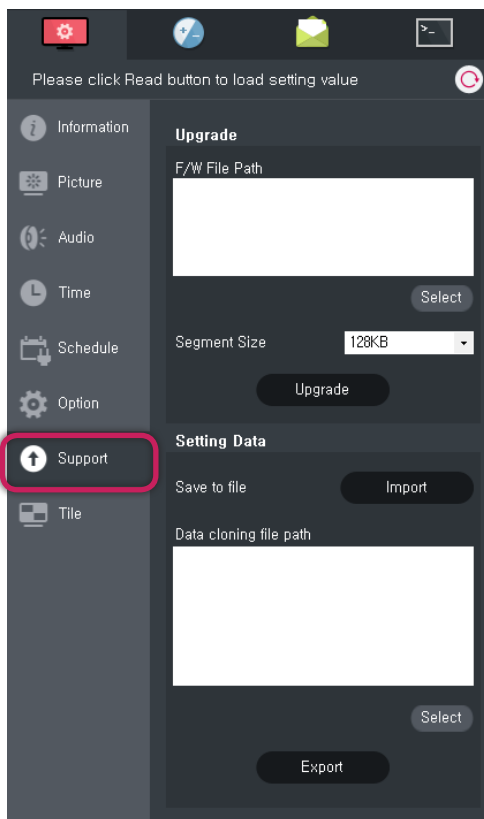 >_
Please click Read button to load setting value
Information
Picture
Audio
Time
Schedule
Option
Support
Tile
Upgrade
F/W File Path
Select
Segment Size 128KB
Upgrade
Setting Data
Save to file Import
Data cloning file path
Select
Export